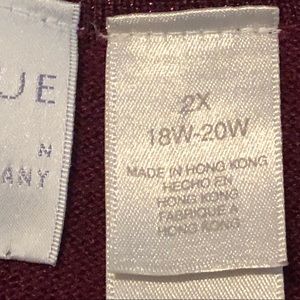 UE
N
ANY
2X
18W-20W
MADE IN HONG KONG
HECHO EN
HONG KONG
FABRIQUE A
HONG KONG